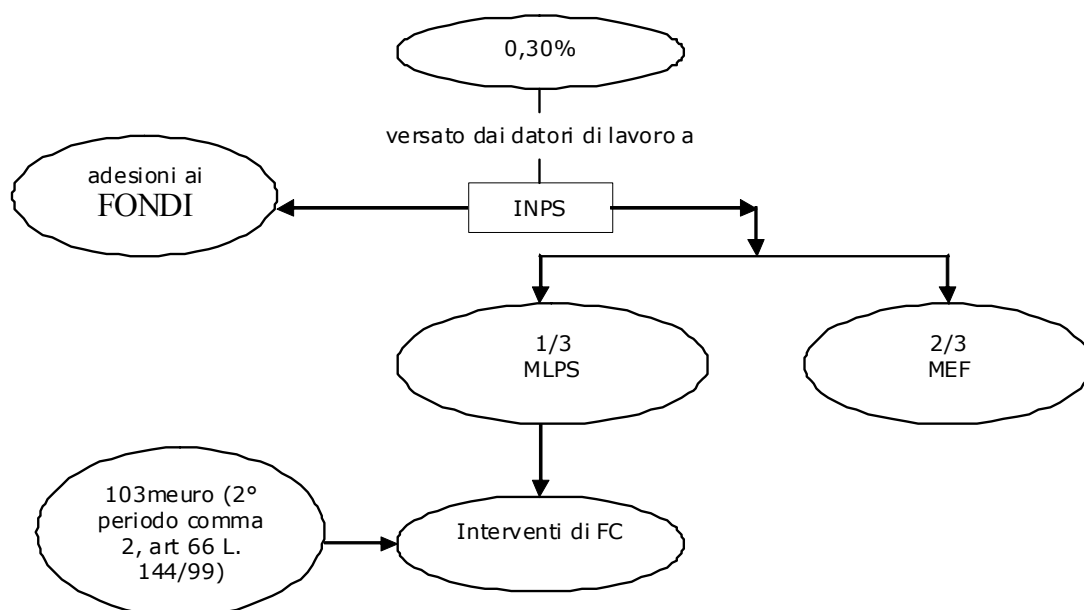 0,30%
versato dai datori di lavoro a
adesioni ai
FONDI
INPS
1/3
MLPS
2/3
MEF
103meuro (2°
periodo comma
2, art 66 L.
144/99)
Interventi di FC